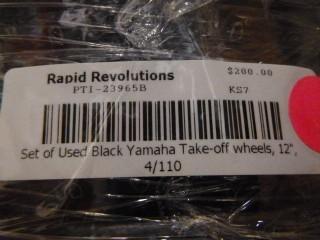 Rapid Revolutions $200.00
PTI-23965B KS7
Set of Used Black Yamaha Take-off wheels, 12",
4/110